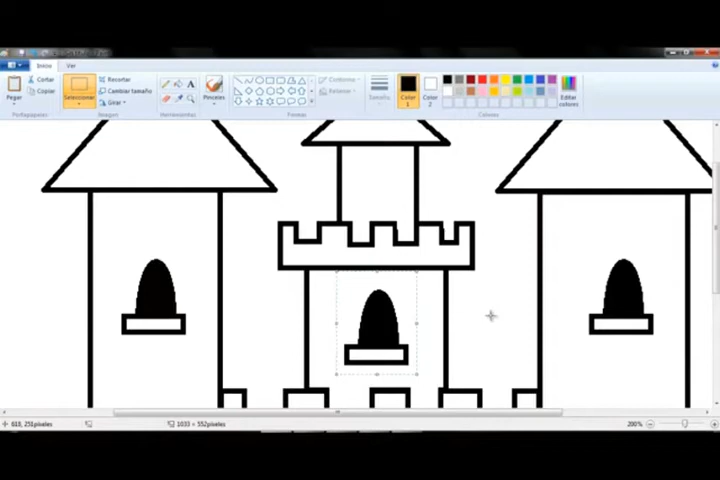 Inicio Ver
Cortar
Copiar
Pegar
Portapapeles
Seleccionar
Recortar
Cambiar tamaño
Girar
Imagen
Herramientas
A
Pinceles
Contorno
Rellenar
Formas
Tamaño
Color 1
Color 2
Editar colores
Colores
1033 × 552píxeles
200%